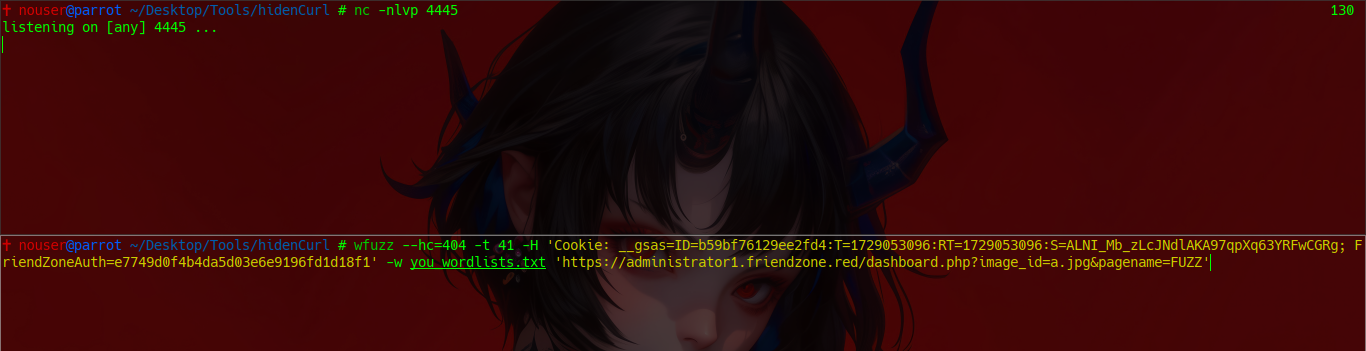 ✝ nouser@parrot ~/Desktop/Tools/hidenCurl # nc -nlvp 4445 130
listening on [any] 4445 ...
✝ nouser@parrot ~/Desktop/Tools/hidenCurl # wfuzz --hc=404 -t 41 -H 'Cookie: __gsas=ID=b59bf76129ee2fd4:T=1729053096:RT=1729053096:S=ALNI_Mb_zLcJNdlAKA97qpXq63YRFwCGRg; F
riendZoneAuth=e7749d0f4b4da5d03e6e9196fd1d18f1' -w you_wordlists.txt 'https://administrator1.friendzone.red/dashboard.php?image_id=a.jpg&pagename=FUZZ'